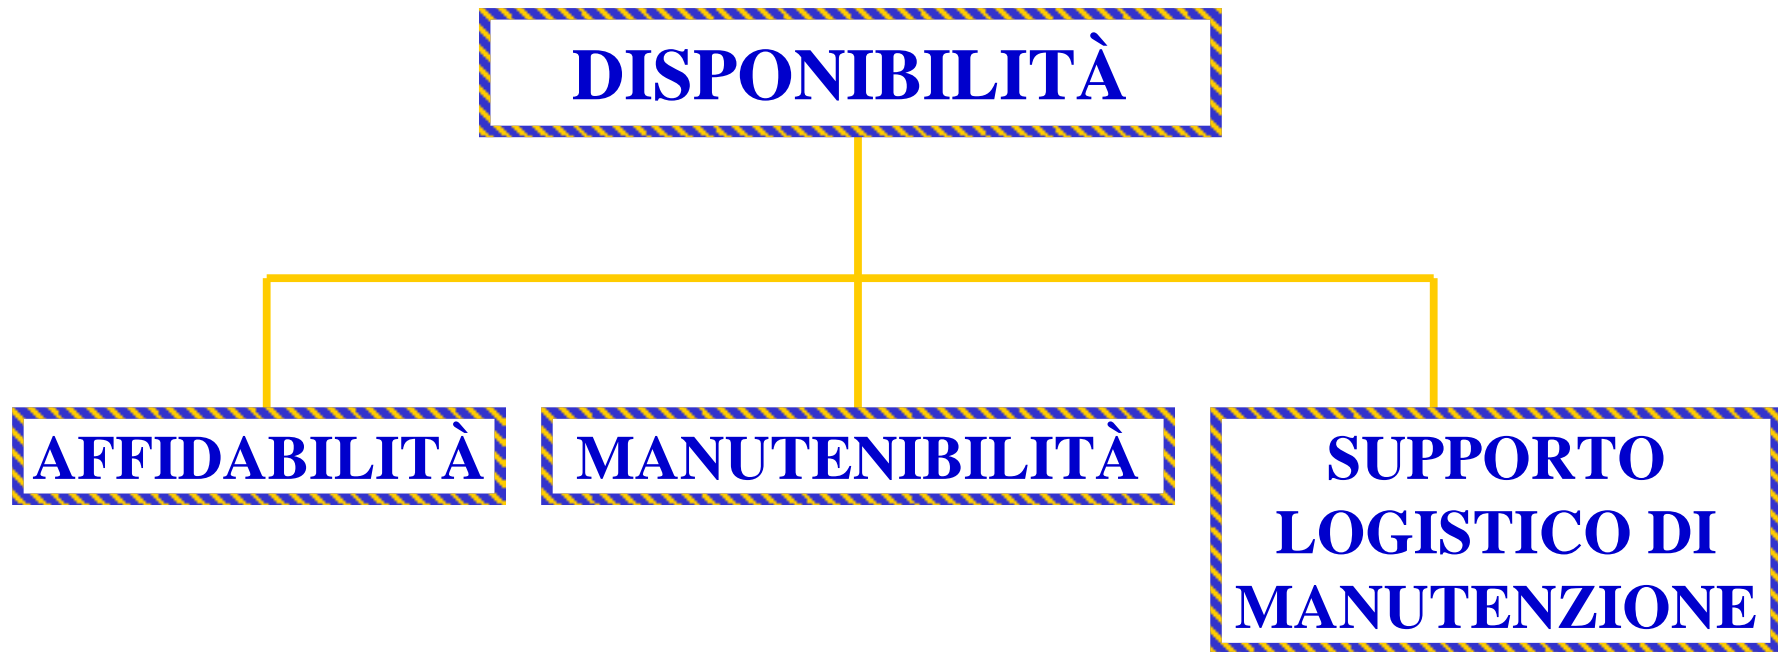 DISPONIBILITÀ
AFFIDABILITÀ
MANUTENIBILITÀ
SUPPORTO
LOGISTICO DI
MANUTENZIONE